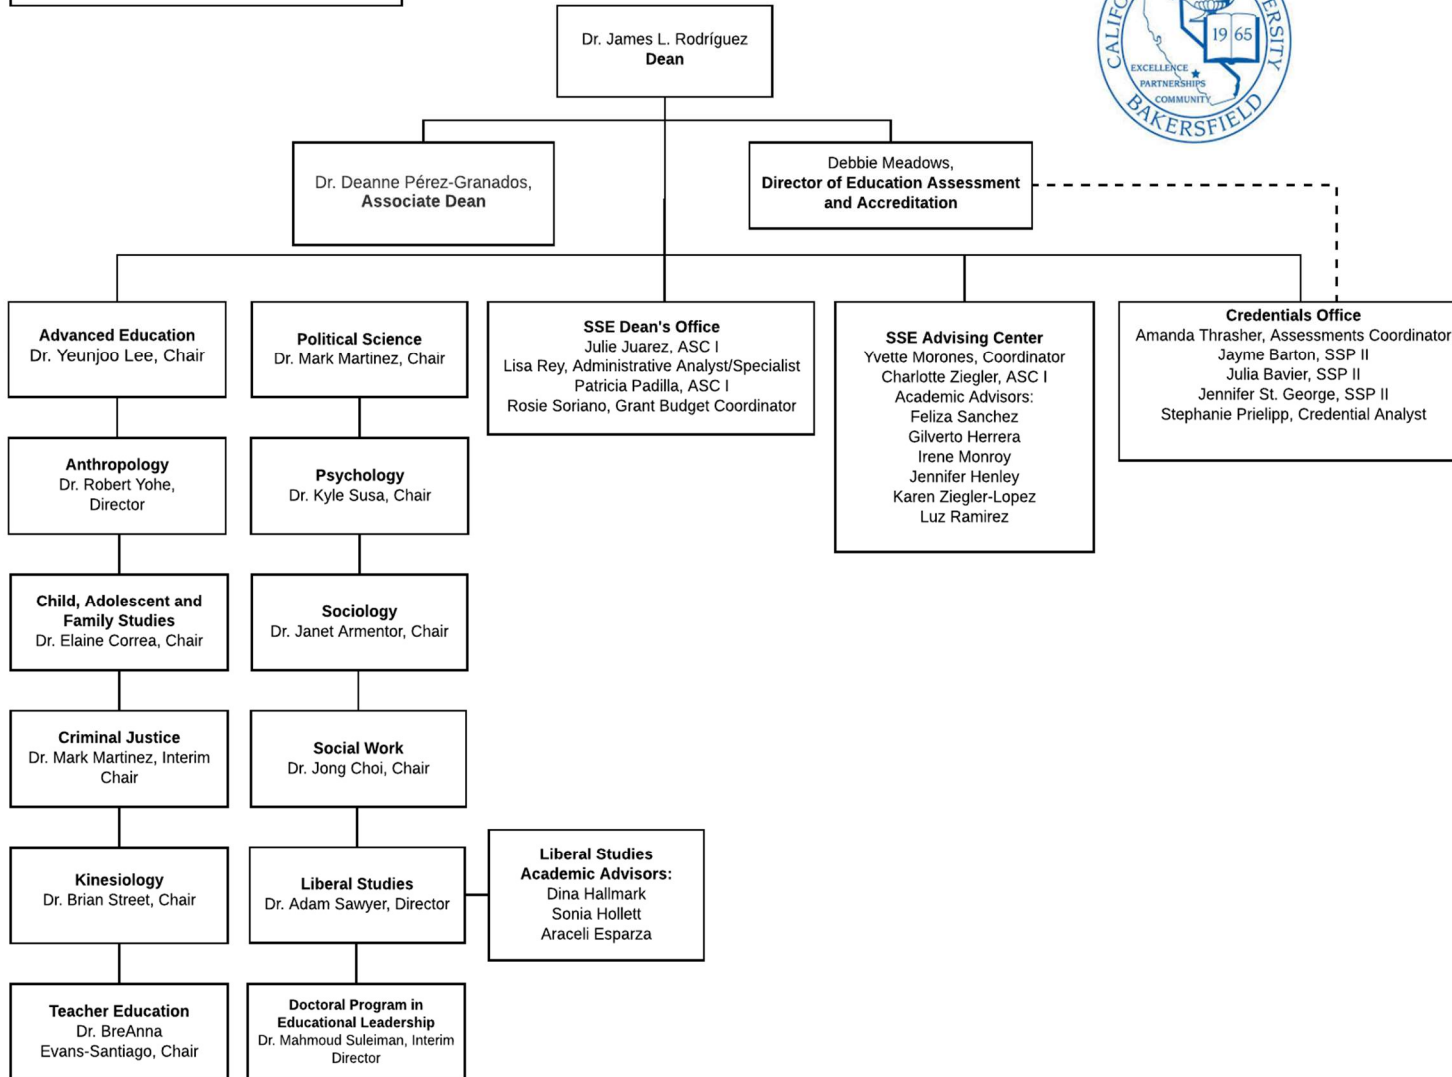 Dr. James L. Rodríguez
Dean
19 65
EXCELLENCE
PARTNERSHIPS
COMMUNITY
BAKERSFIELD
Dr. Deanne Pérez-Granados,
Associate Dean
Debbie Meadows,
Director of Education Assessment
and Accreditation
Advanced Education
Dr. Yeunjoo Lee, Chair
Political Science
Dr. Mark Martinez, Chair
SSE Dean's Office
Julie Juarez, ASC I
Lisa Rey, Administrative Analyst/Specialist
Patricia Padilla, ASC I
Rosie Soriano, Grant Budget Coordinator
SSE Advising Center
Yvette Morones, Coordinator
Charlotte Ziegler, ASC I
Academic Advisors:
Feliza Sanchez
Gilverto Herrera
Irene Monroy
Jennifer Henley
Karen Ziegler-Lopez
Luz Ramirez
Credentials Office
Amanda Thrasher, Assessments Coordinator
Jayme Barton, SSP II
Julia Bavier, SSP II
Jennifer St. George, SSP II
Stephanie Prielipp, Credential Analyst
Anthropology
Dr. Robert Yohe,
Director
Psychology
Dr. Kyle Susa, Chair
Child, Adolescent and
Family Studies
Dr. Elaine Correa, Chair
Sociology
Dr. Janet Armentor, Chair
Criminal Justice
Dr. Mark Martinez, Interim
Chair
Social Work
Dr. Jong Choi, Chair
Kinesiology
Dr. Brian Street, Chair
Liberal Studies
Dr. Adam Sawyer, Director
Liberal Studies
Academic Advisors:
Dina Hallmark
Sonia Hollett
Araceli Esparza
Teacher Education
Dr. BreAnna
Evans-Santiago, Chair
Doctoral Program in
Educational Leadership
Dr. Mahmoud Suleiman, Interim
Director